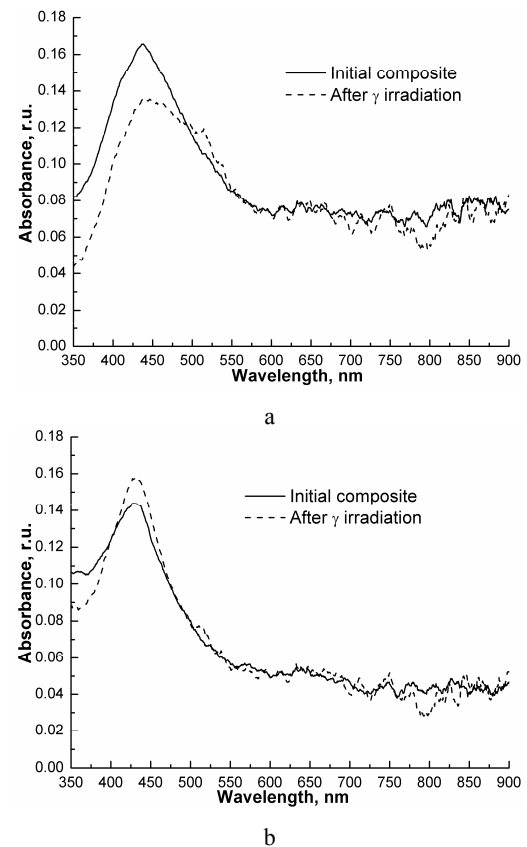 0.18
0.16
0.14
0.12
0.10
0.08
0.06
0.04
0.02
0.00
Absorbance, r.u.
Initial composite
After γ irradiation
350 400 450 500 550 600 650 700 750 800 850 900
Wavelength, nm
a
0.18
0.16
0.14
0.12
0.10
0.08
0.06
0.04
0.02
0.00
Absorbance, r.u.
Initial composite
After γ irradiation
350 400 450 500 550 600 650 700 750 800 850 900
Wavelength, nm
b